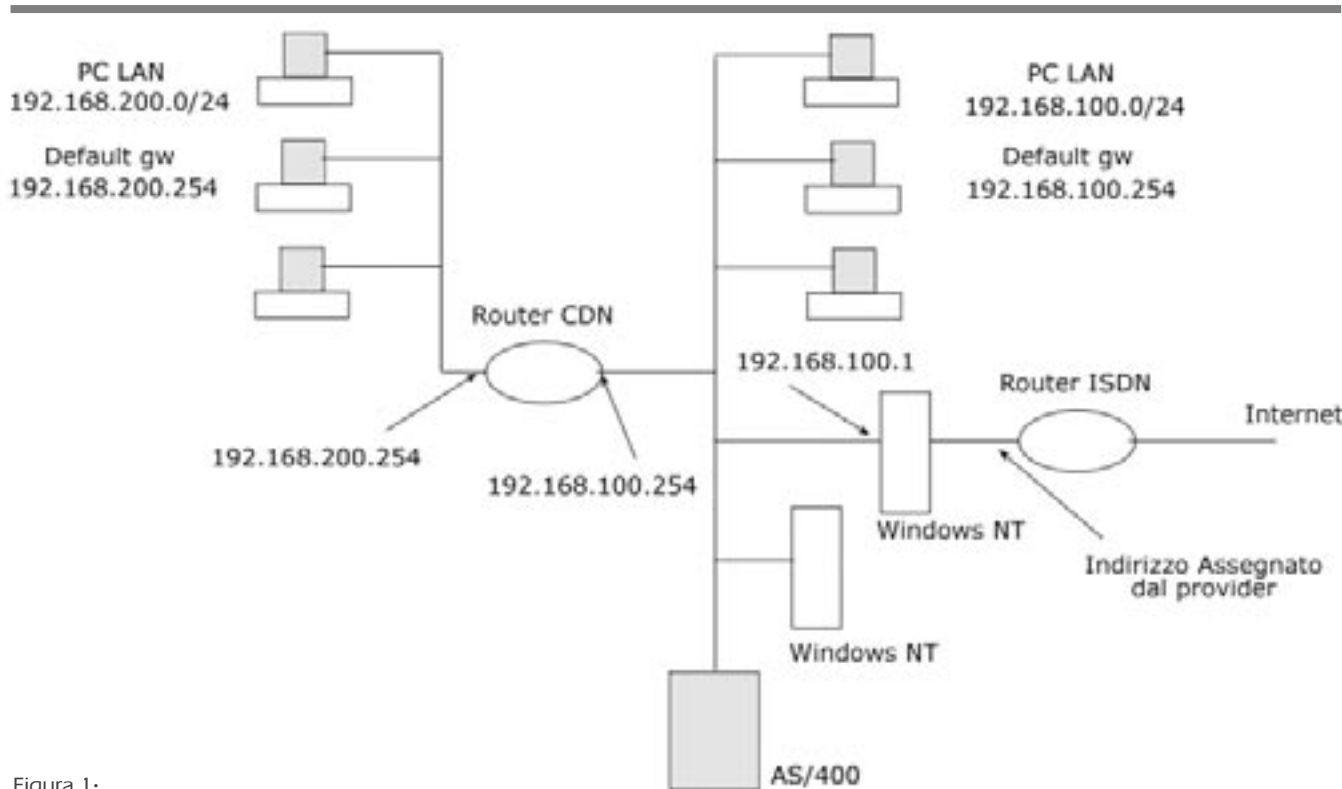 PC LAN
192.168.200.0/24
Default gw
192.168.200.254
PC LAN
192.168.100.0/24
Default gw
192.168.100.254
Router CDN
192.168.200.254
192.168.100.254
192.168.100.1
Router ISDN
Internet
Windows NT
Indirizzo Assegnato
dal provider
Windows NT
AS/400
Figura 1: